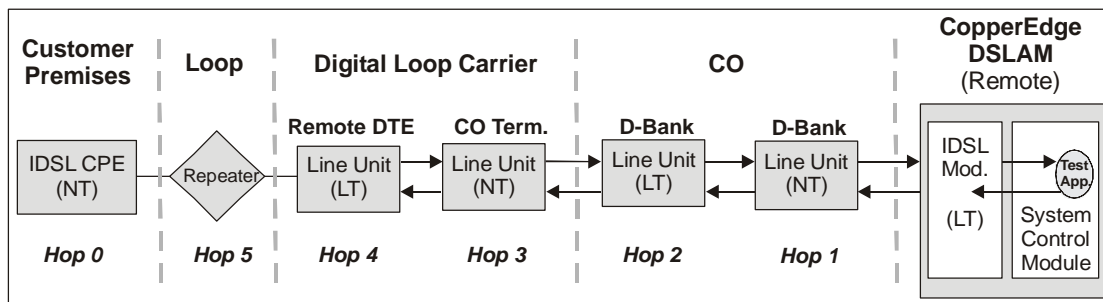 Customer
Premises
Loop
Digital Loop Carrier
CO
CopperEdge
DSLAM
(Remote)
Remote DTE
CO Term.
D-Bank
D-Bank
IDSL CPE
(NT)
Repeater
Line Unit
(LT)
Line Unit
(NT)
Line Unit
(LT)
Line Unit
(NT)
IDSL
Mod.
(LT)
Test
App.
System
Control
Module
Hop 0
Hop 5
Hop 4
Hop 3
Hop 2
Hop 1